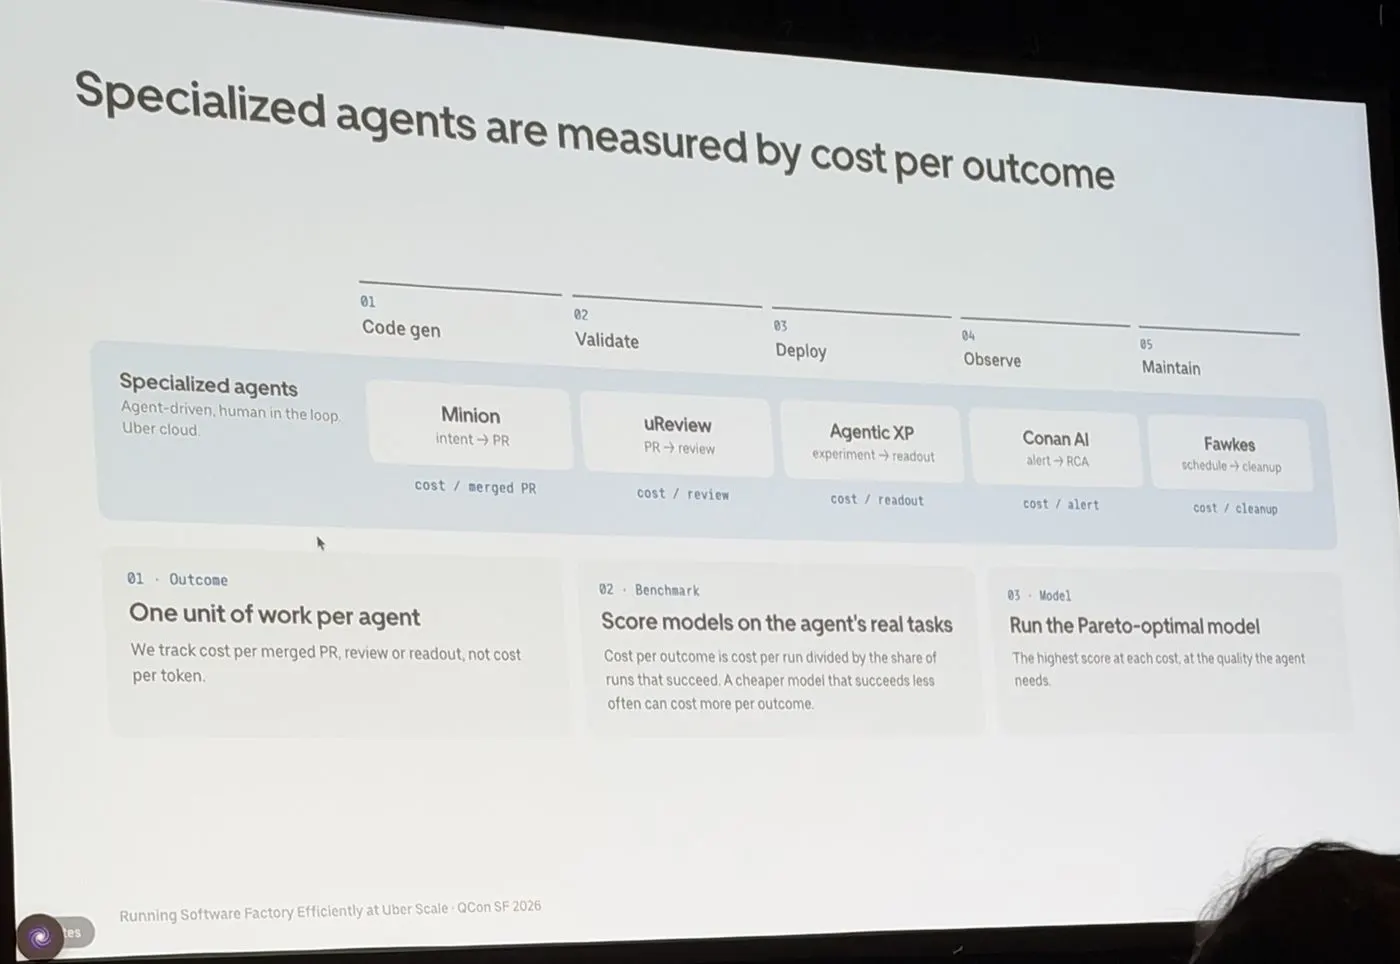 Specialized agents are measured by cost per outcome
01
Code gen
02
Validate
03
Deploy
04
Observe
05
Maintain
Specialized agents
Agent-driven, human in the loop.
Uber cloud.
Minion
intent → PR
cost / merged PR
uReview
PR → review
cost / review
Agentic XP
experiment → readout
cost / readout
Conan AI
alert → RCA
cost / alert
Fawkes
schedule → cleanup
cost / cleanup
01 · Outcome
One unit of work per agent
We track cost per merged PR, review or readout, not cost
per token.
02 · Benchmark
Score models on the agent's real tasks
Cost per outcome is cost per run divided by the share of
runs that succeed. A cheaper model that succeeds less
often can cost more per outcome.
03 · Model
Run the Pareto-optimal model
The highest score at each cost, at the quality the agent
needs.
Running Software Factory Efficiently at Uber Scale · QCon SF 2026